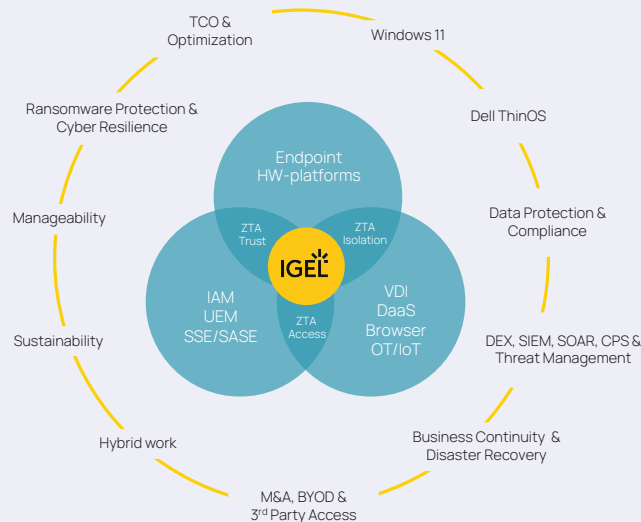 TCO &
Optimization
Windows 11
Ransomware Protection &
Cyber Resilience
Dell ThinOS
Endpoint
HW-platforms
Manageability
ZTA
Trust
ZTA
Isolation
Data Protection &
Compliance
IGEL
IAM
UEM
SSE/SASE
ZTA
Access
VDI
DaaS
Browser
OT/IoT
Sustainability
DEX, SIEM, SOAR, CPS &
Threat Management
Hybrid work
Business Continuity &
Disaster Recovery
M&A, BYOD &
3rd Party Access